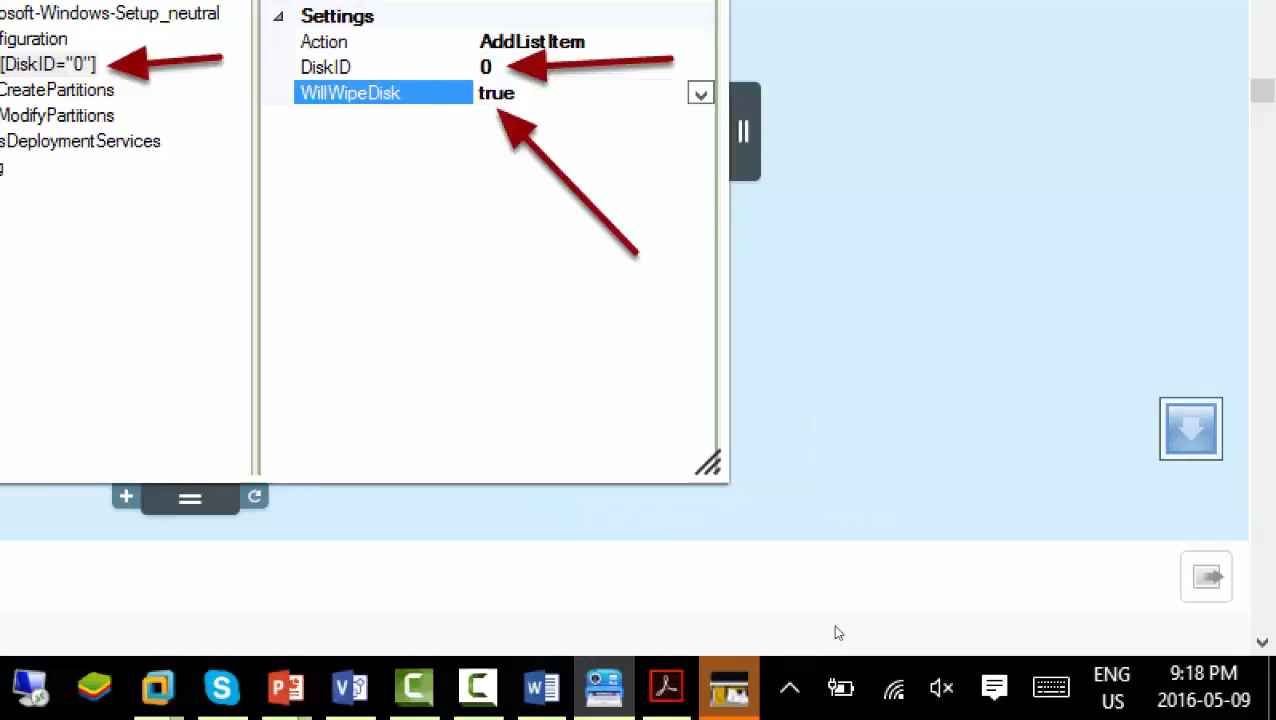 osoft-Windows-Setup_neutral
figuration
[DiskID="0"]
CreatePartitions
ModifyPartitions
sDeploymentServices
g
Settings
Action AddListItem
DiskID 0
WillWipeDisk true
ENG
US
9:18 PM
2016-05-09